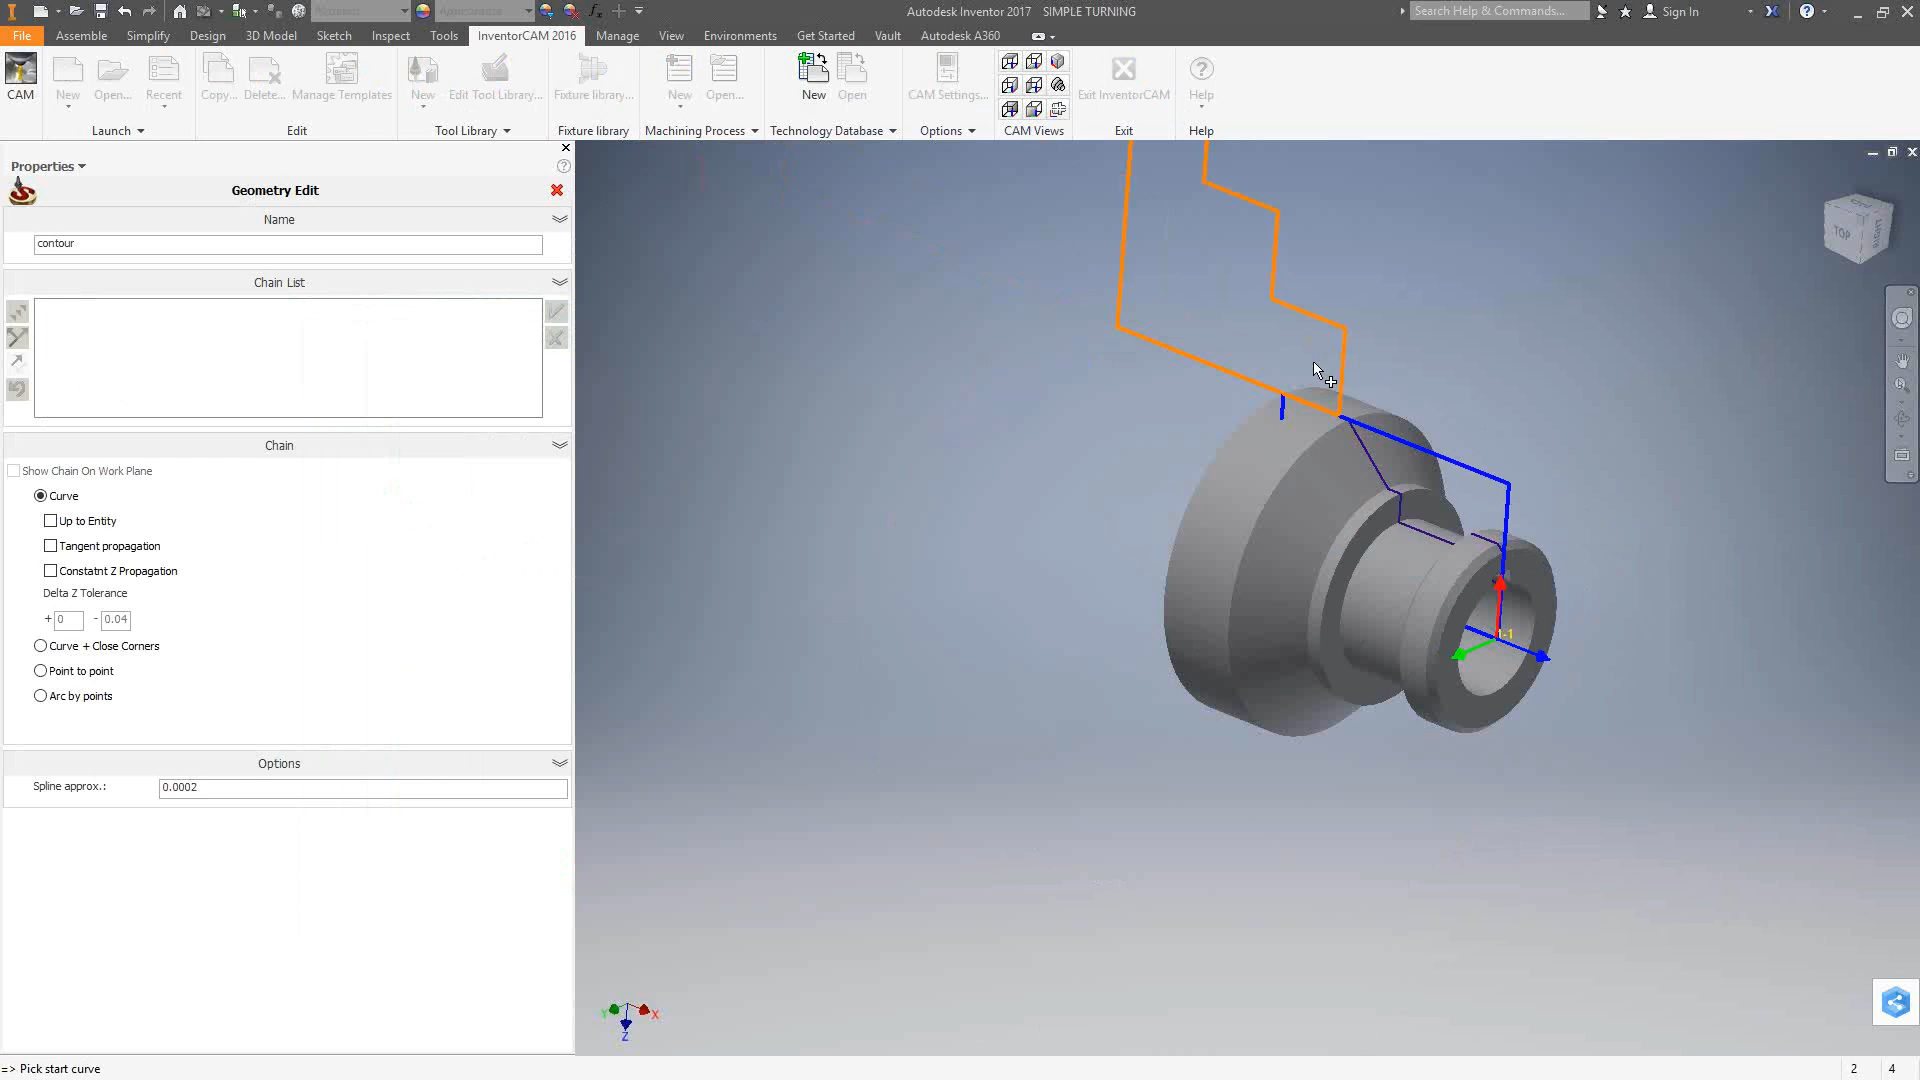 Autodesk Inventor 2017 SIMPLE TURNING
Search Help & Commands...
Sign In
File Assemble Simplify Design 3D Model Sketch Inspect Tools InventorCAM 2016 Manage View Environments Get Started Vault Autodesk A360
CAM New Open... Recent Copy... Delete... Manage Templates New Edit Tool Library... Fixture library... New Open... New Open CAM Settings... Exit InventorCAM Help
Launch Edit Tool Library Fixture library Machining Process Technology Database Options CAM Views Exit Help
Properties
Geometry Edit
Name
contour
Chain List
Chain
Show Chain On Work Plane
Curve
Up to Entity
Tangent propagation
Constatnt Z Propagation
Delta Z Tolerance
+ 0 - 0.04
Curve + Close Corners
Point to point
Arc by points
Options
Spline approx.: 0.0002
TOP
RIGHT
Y X
Z
=> Pick start curve
2 4